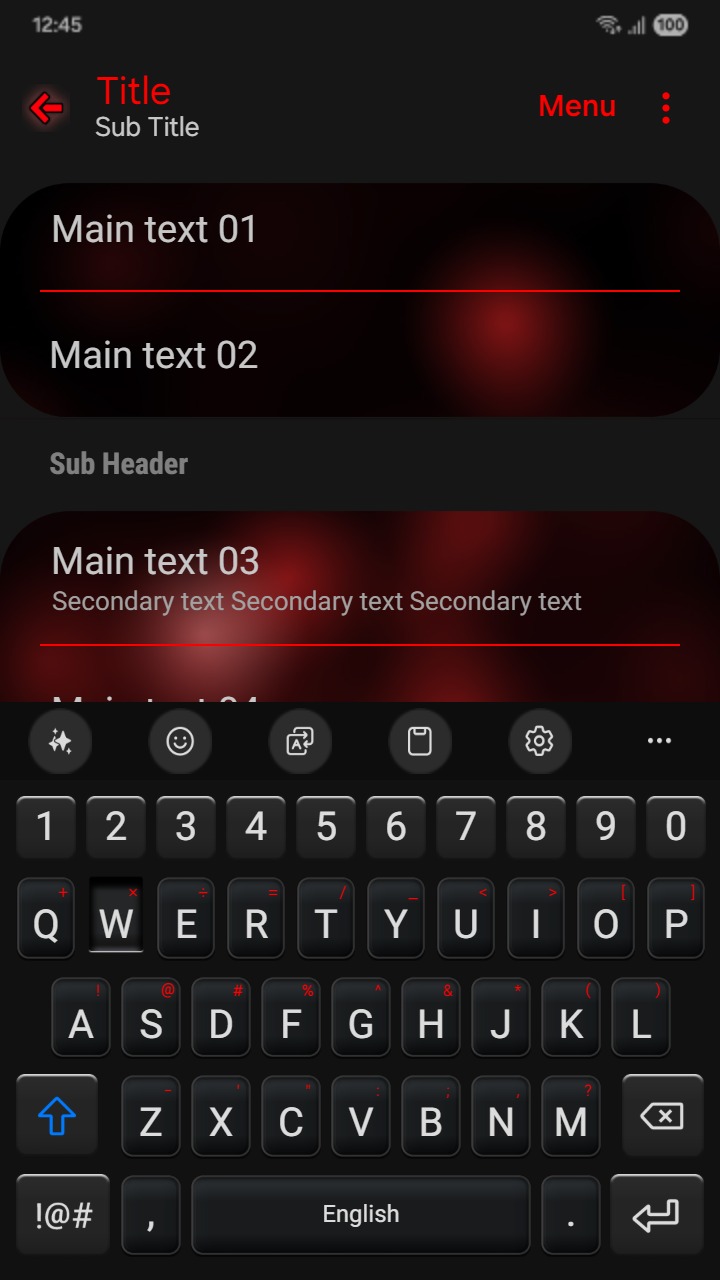 12:45
100
Title
Sub Title
Menu
Main text 01
Main text 02
Sub Header
Main text 03
Secondary text Secondary text Secondary text
1 2 3 4 5 6 7 8 9 0
+ × ÷ = / _ < > [ ]
Q W E R T Y U I O P
! @ # % ^ & * ( )
A S D F G H J K L
- ' " : ; , ?
Z X C V B N M
!@# , English .